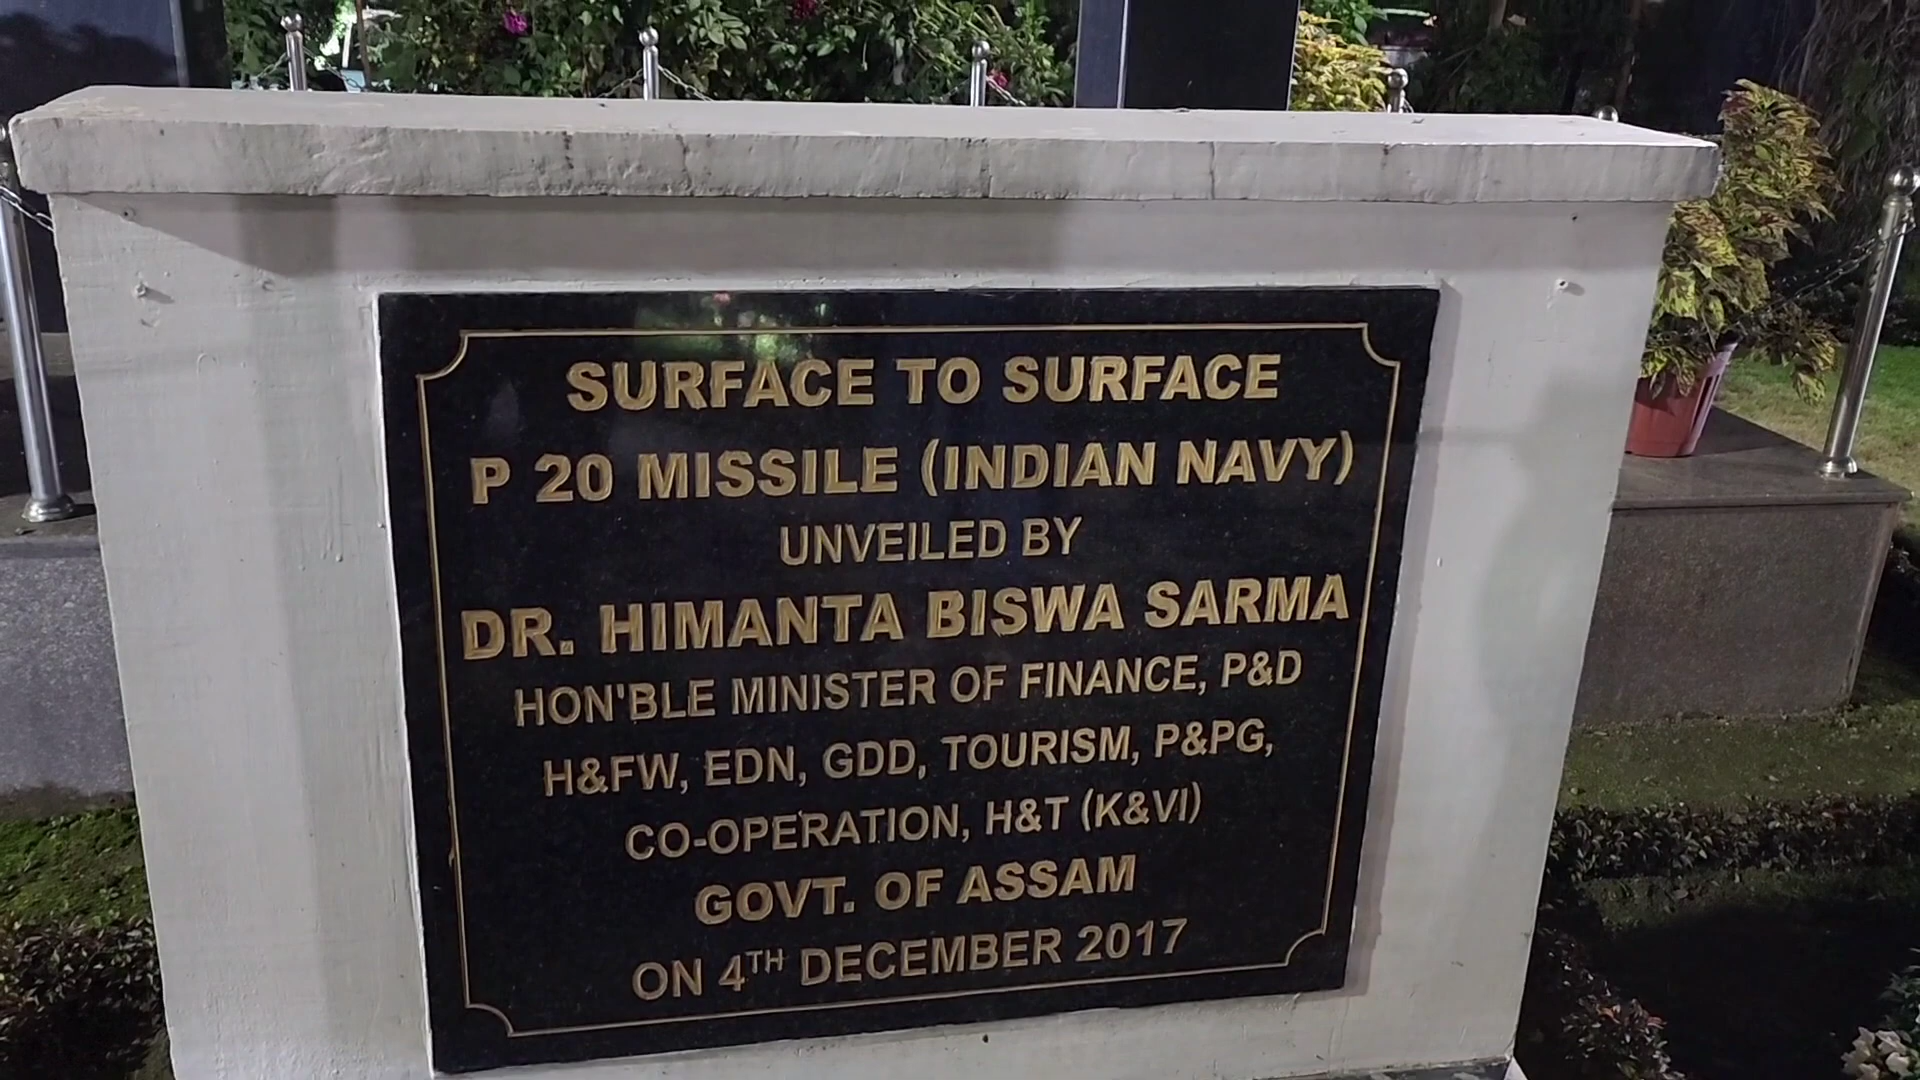 SURFACE TO SURFACE
P 20 MISSILE (INDIAN NAVY)
UNVEILED BY
DR. HIMANTA BISWA SARMA
HON'BLE MINISTER OF FINANCE, P&D
H&FW, EDN, GDD, TOURISM, P&PG,
CO-OPERATION, H&T (K&VI)
GOVT. OF ASSAM
ON 4TH DECEMBER 2017